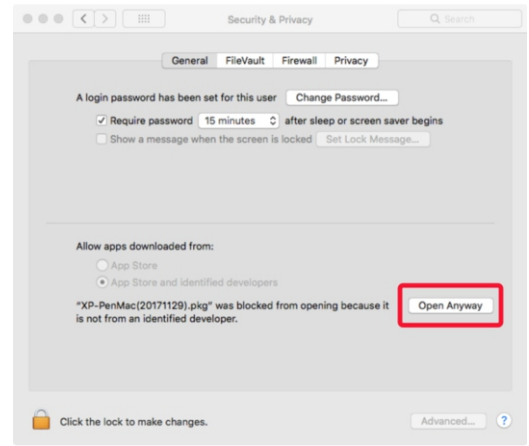 Security & Privacy
Search
General FileVault Firewall Privacy
A login password has been set for this user Change Password...
Require password 15 minutes after sleep or screen saver begins
Show a message when the screen is locked Set Lock Message...
Allow apps downloaded from:
App Store
App Store and identified developers
"XP-PenMac(20171129).pkg" was blocked from opening because it
is not from an identified developer.
Open Anyway
Click the lock to make changes.
Advanced... ?